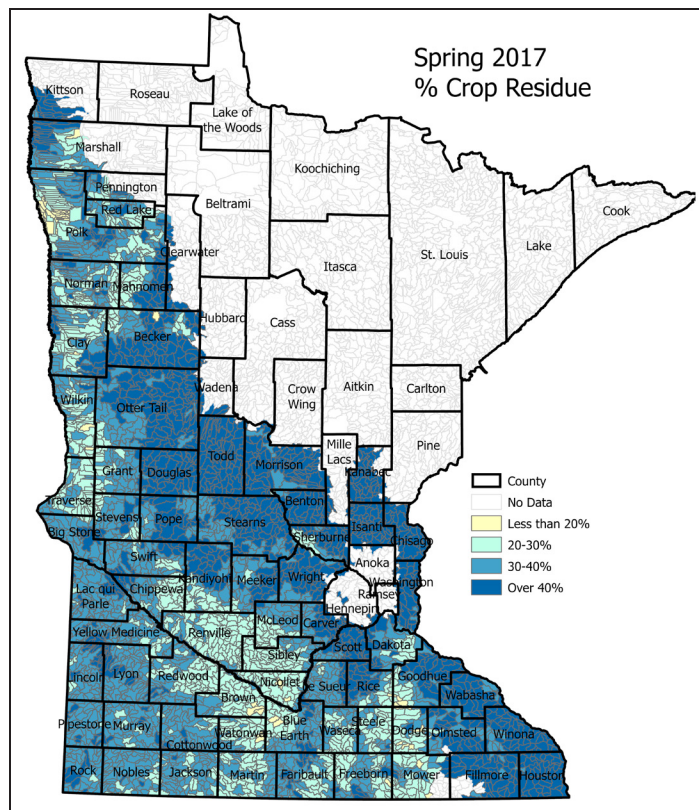 Spring 2017
% Crop Residue
Kittson
Roseau
Lake of
the Woods
Marshall
Koochiching
Pennington
Red Lake
Beltrami
Polk
Clearwater
St. Louis
Lake
Cook
Itasca
Norman
Mahnomen
Hubbard
Cass
Clay
Becker
Wadena
Crow
Wing
Aitkin
Carlton
Wilkin
Otter Tail
Pine
Mille
Lacs
Kanabec
Todd
Morrison
Grant
Douglas
Benton
Traverse
Stevens
Pope
Stearns
Isanti
Chisago
Big Stone
Sherburne
Swift
Anoka
Kandiyohi
Meeker
Wright
Washington
Ramsey
Hennepin
Lac qui
Parle
Chippewa
Renville
McLeod
Carver
Yellow Medicine
Scott
Dakota
Sibley
Lincoln
Lyon
Redwood
Nicollet
Le Sueur
Rice
Goodhue
Wabasha
Brown
Pipestone
Murray
Cottonwood
Watonwan
Blue
Earth
Waseca
Steele
Dodge
Olmsted
Winona
Rock
Nobles
Jackson
Martin
Faribault
Freeborn
Mower
Fillmore
Houston
County
No Data
Less than 20%
20-30%
30-40%
Over 40%